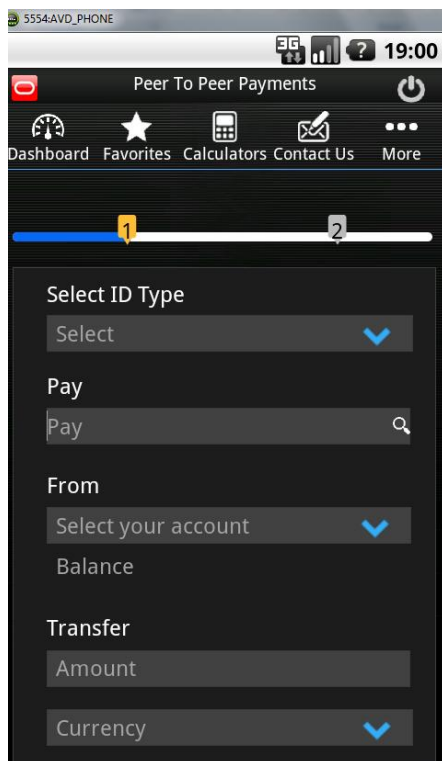 5554:AVD_PHONE
3G ? 19:00
Peer To Peer Payments
Dashboard Favorites Calculators Contact Us More
1 2
Select ID Type
Select
Pay
Pay
From
Select your account
Balance
Transfer
Amount
Currency